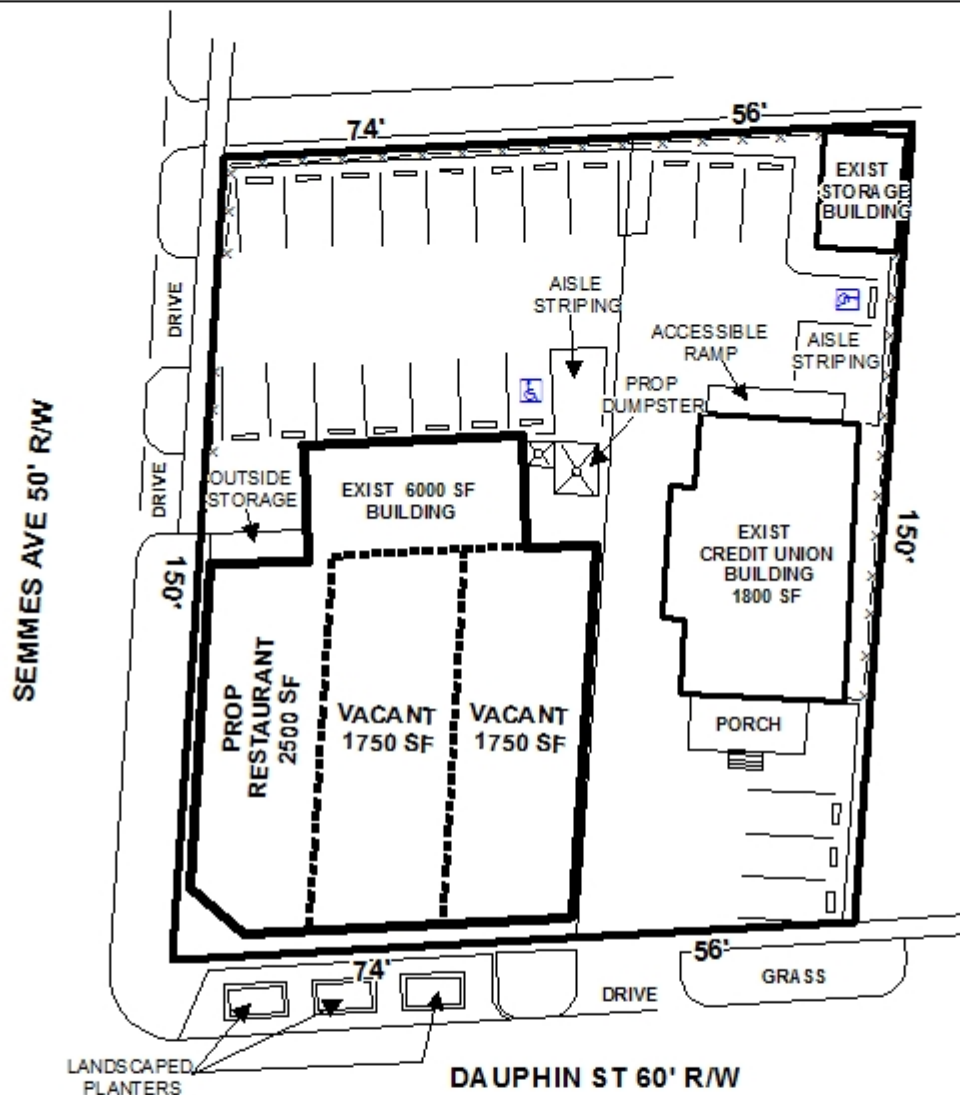 74'
56'
EXIST
STORAGE
BUILDING
DRIVE
AISLE
STRIPING
ACCESSIBLE
RAMP
AISLE
STRIPING
PROP
DUMPSTER
SEMMES AVE 50' R/W
DRIVE
OUTSIDE
STORAGE
EXIST 6000 SF
BUILDING
150'
EXIST
CREDIT UNION
BUILDING
1800 SF
150'
PROP
RESTAURANT
2500 SF
VACANT
1750 SF
VACANT
1750 SF
PORCH
74'
56'
GRASS
DRIVE
LANDSCAPED
PLANTERS
DAUPHIN ST 60' R/W